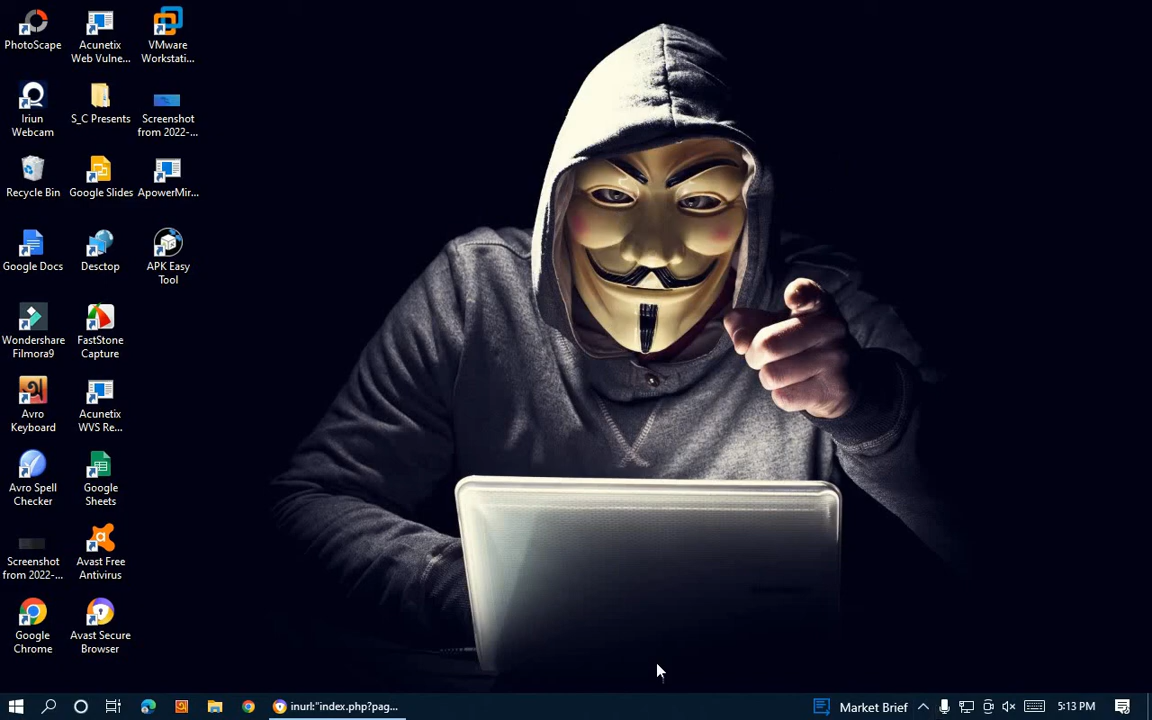 PhotoScape
Acunetix
Web Vulne...
VMware
Workstati...
Iriun
Webcam
S_C Presents
Screenshot
from 2022-...
Recycle Bin
Google Slides
ApowerMir...
Google Docs
Desctop
APK Easy
Tool
Wondershare
Filmora9
FastStone
Capture
Avro
Keyboard
Acunetix
WVS Re...
Avro Spell
Checker
Google
Sheets
Screenshot
from 2022-...
Avast Free
Antivirus
Google
Chrome
Avast Secure
Browser
inurl:"index.php?pag...
Market Brief
5:13 PM